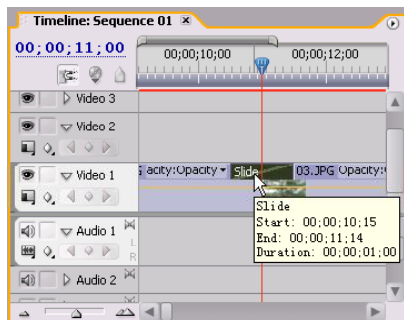 Timeline: Sequence 01
00;00;11;00
00;00;10;00
00;00;12;00
Video 3
Video 2
Video 1
acity:Opacity
Slide
03.JPG Opacity:
Slide
Start: 00;00;10;15
End: 00;00;11;14
Duration: 00;00;01;00
Audio 1
L
R
Audio 2